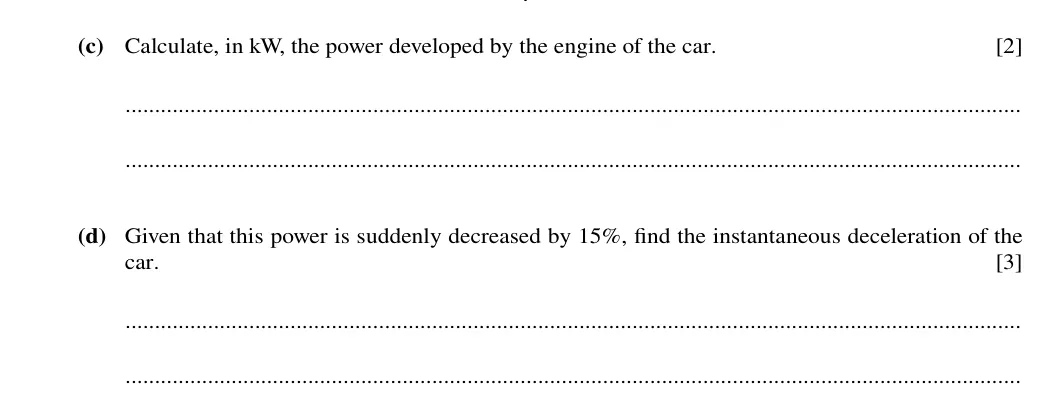 (c) Calculate, in kW, the power developed by the engine of the car. [2]
................................................................................
................................................................................
(d) Given that this power is suddenly decreased by 15%, find the instantaneous deceleration of the
car. [3]
................................................................................
................................................................................